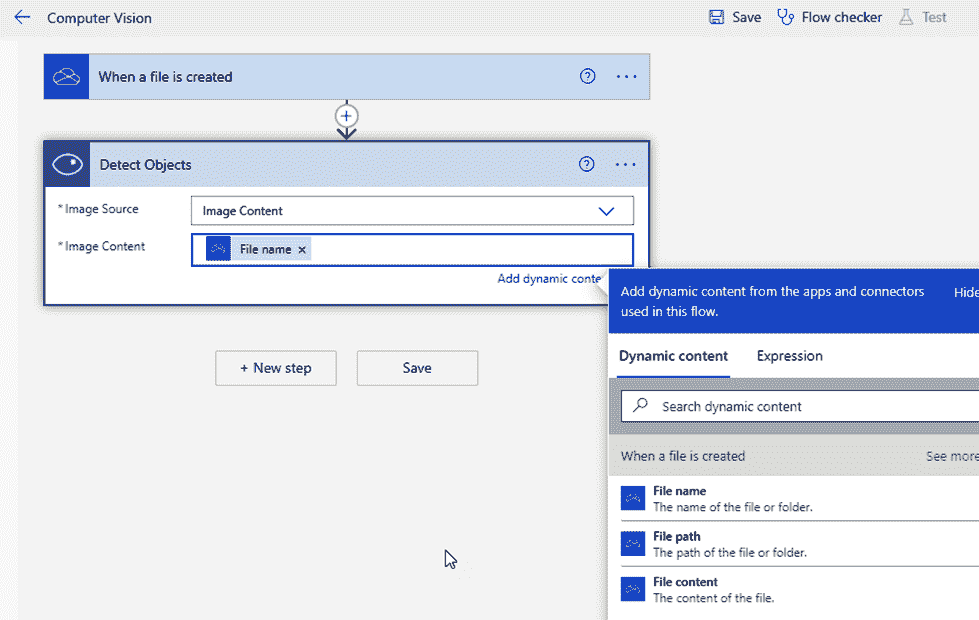 Computer Vision
Save
Flow checker
Test
When a file is created
Detect Objects
*Image Source
Image Content
*Image Content
File name
Add dynamic conte
Add dynamic content from the apps and connectors
used in this flow.
Hide
Dynamic content
Expression
Search dynamic content
When a file is created
See more
File name
The name of the file or folder.
File path
The path of the file or folder.
File content
The content of the file.
+ New step
Save